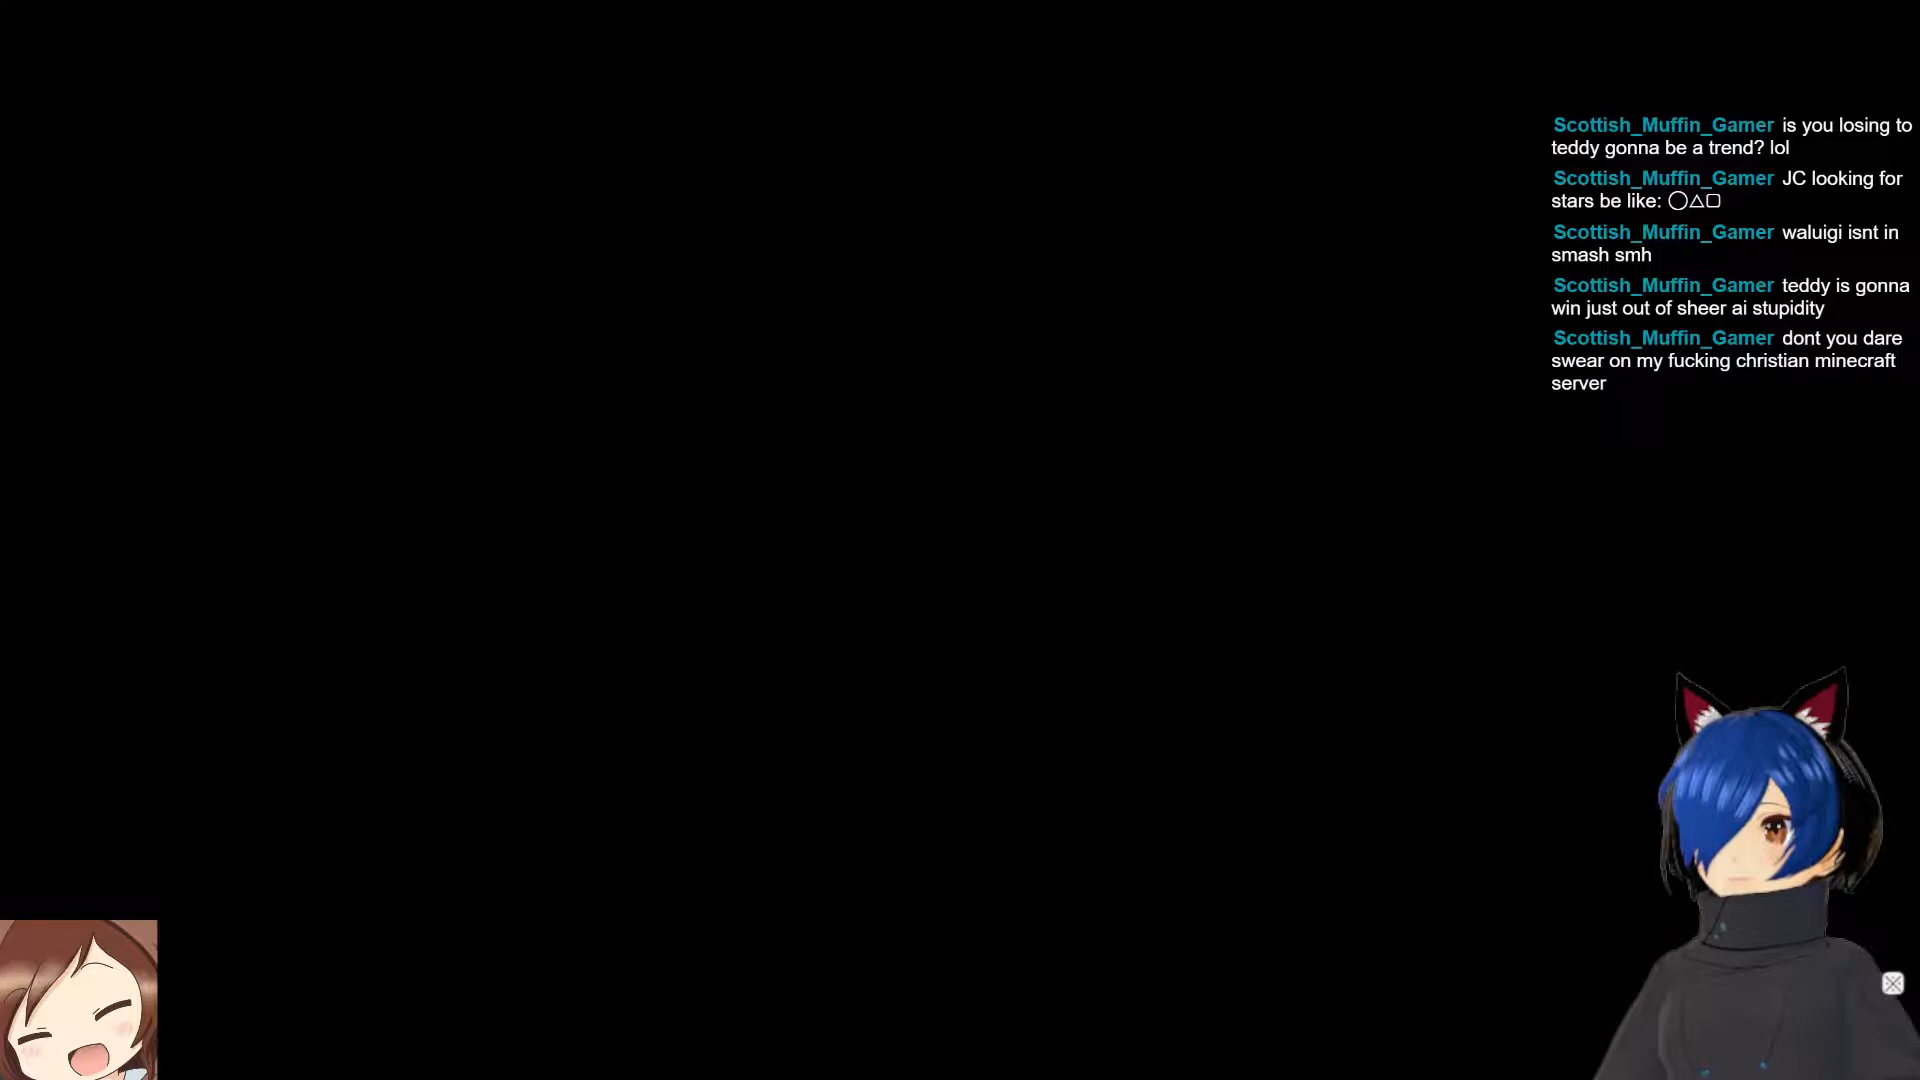 Scottish_Muffin_Gamer is you losing to
teddy gonna be a trend? lol
Scottish_Muffin_Gamer JC looking for
stars be like: ◯△▢
Scottish_Muffin_Gamer waluigi isnt in
smash smh
Scottish_Muffin_Gamer teddy is gonna
win just out of sheer ai stupidity
Scottish_Muffin_Gamer dont you dare
swear on my fucking christian minecraft
server